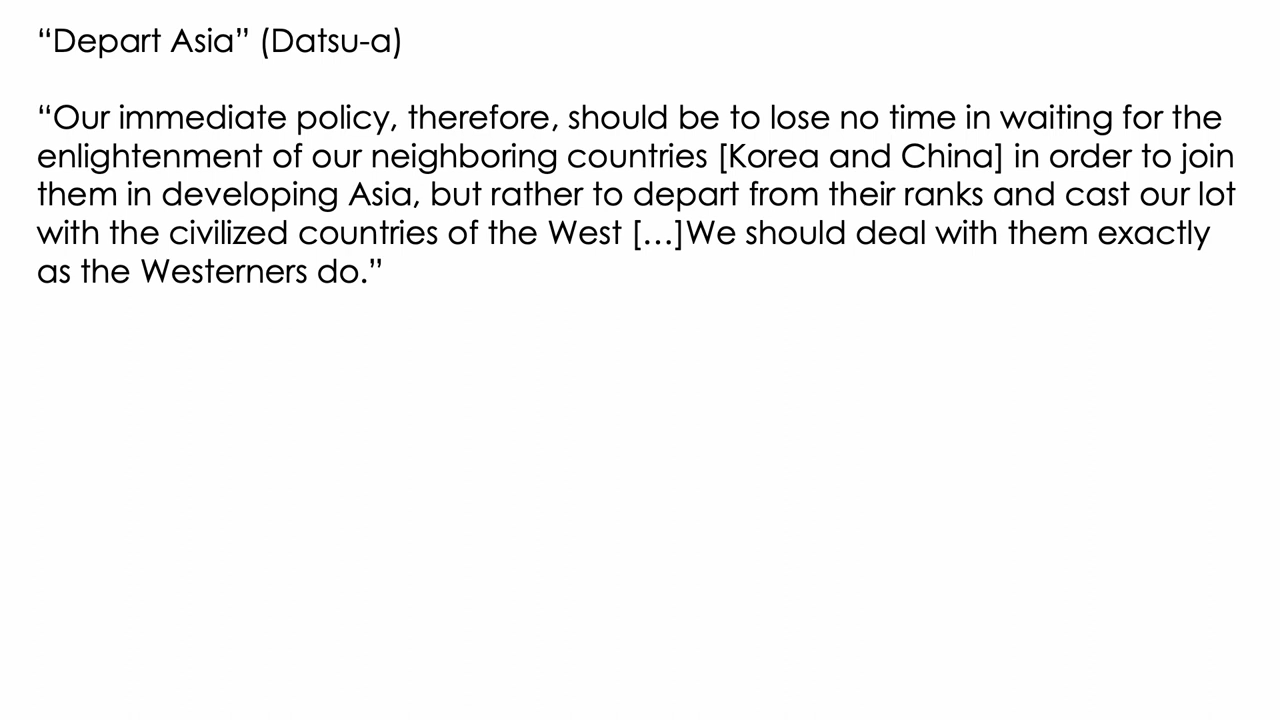 “Depart Asia” (Datsu-a)
“Our immediate policy, therefore, should be to lose no time in waiting for the
enlightenment of our neighboring countries [Korea and China] in order to join
them in developing Asia, but rather to depart from their ranks and cast our lot
with the civilized countries of the West […]We should deal with them exactly
as the Westerners do.”